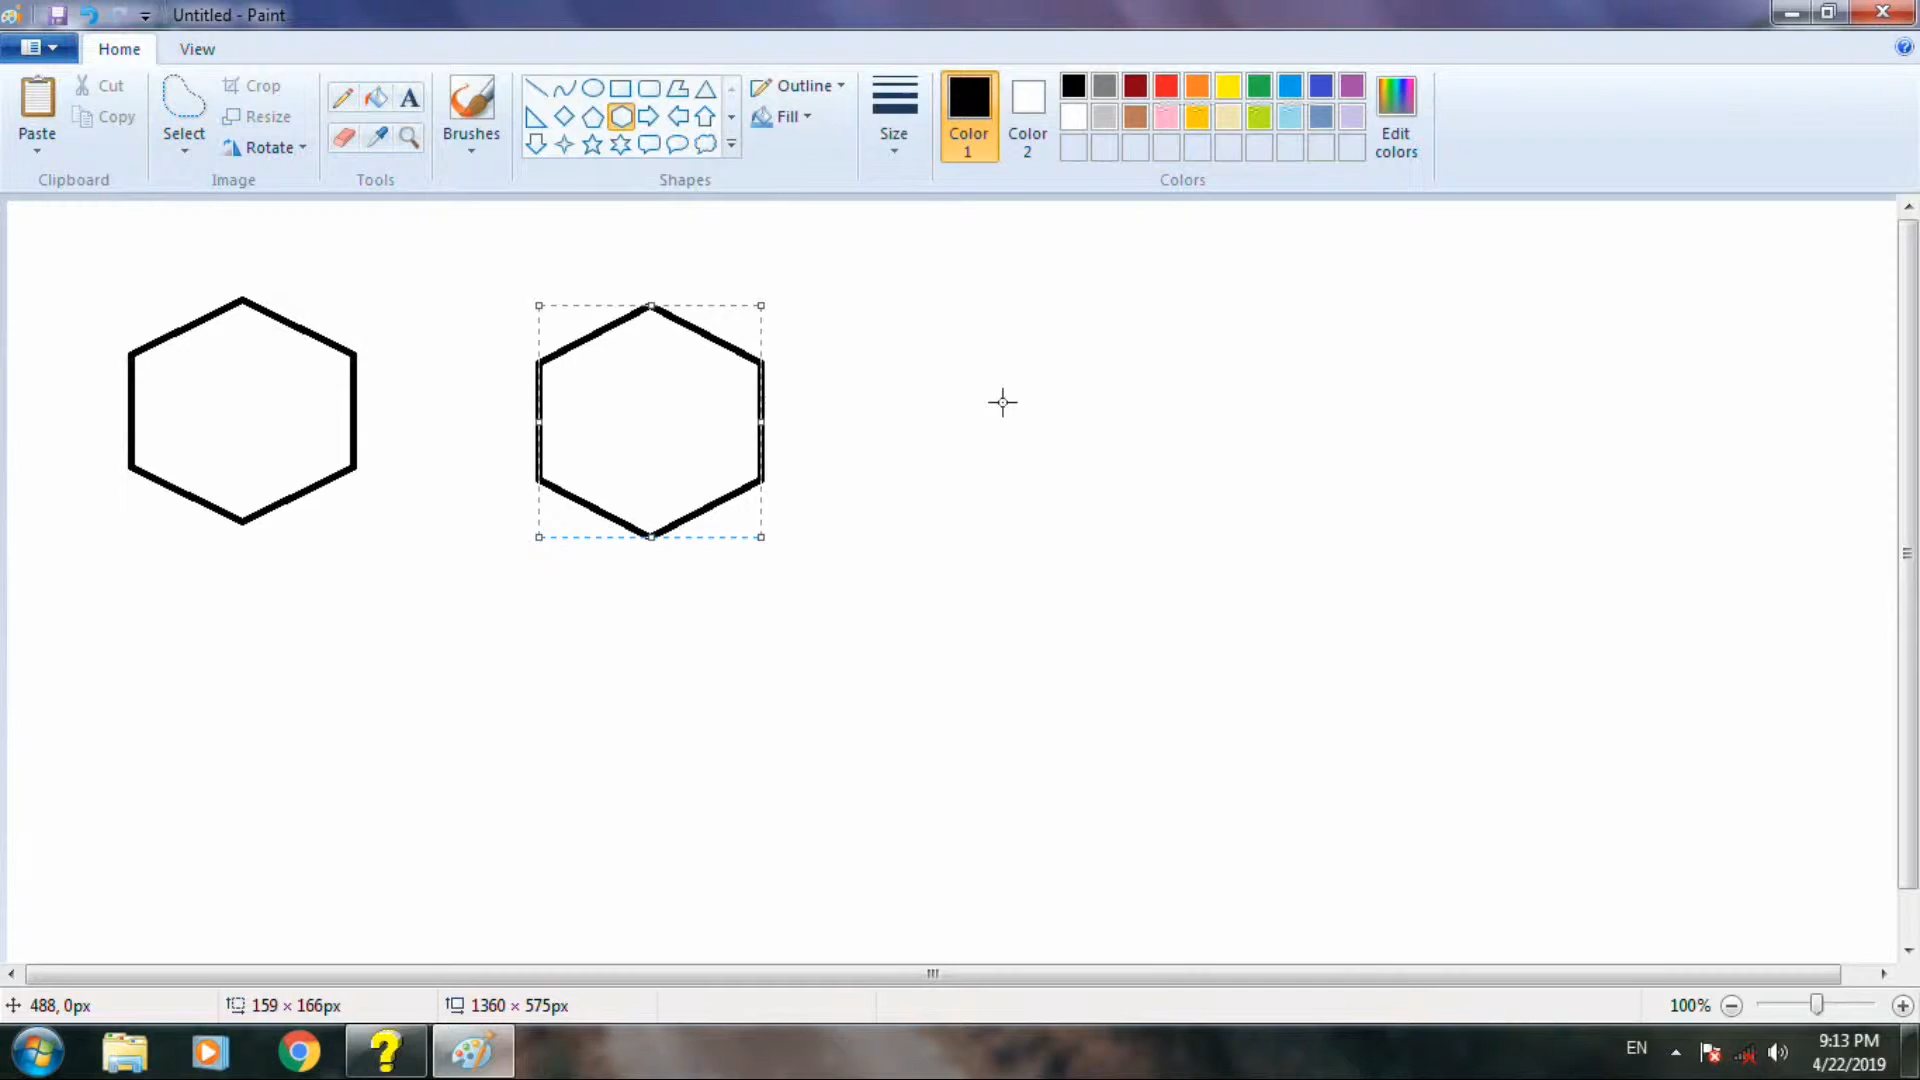 Untitled - Paint
Home
View
Paste
Cut
Copy
Clipboard
Select
Crop
Resize
Rotate
Image
A
Tools
Brushes
Outline
Fill
Shapes
Size
Color
1
Color
2
Edit
colors
Colors
488, 0px
159 × 166px
1360 × 575px
100%
EN
9:13 PM
4/22/2019